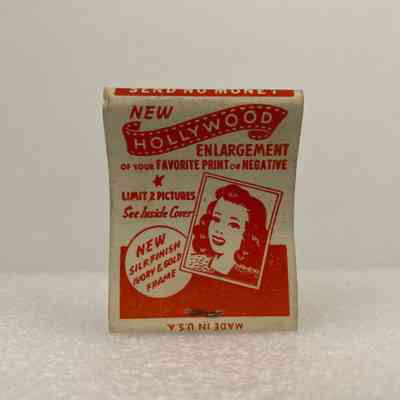 SEND NO MONEY
NEW
HOLLYWOOD
ENLARGEMENT
OF YOUR FAVORITE PRINT OR NEGATIVE
LIMIT 2 PICTURES
See Inside Cover
NEW
SILK FINISH
IVORY & GOLD
FRAME
MADE IN U.S.A.